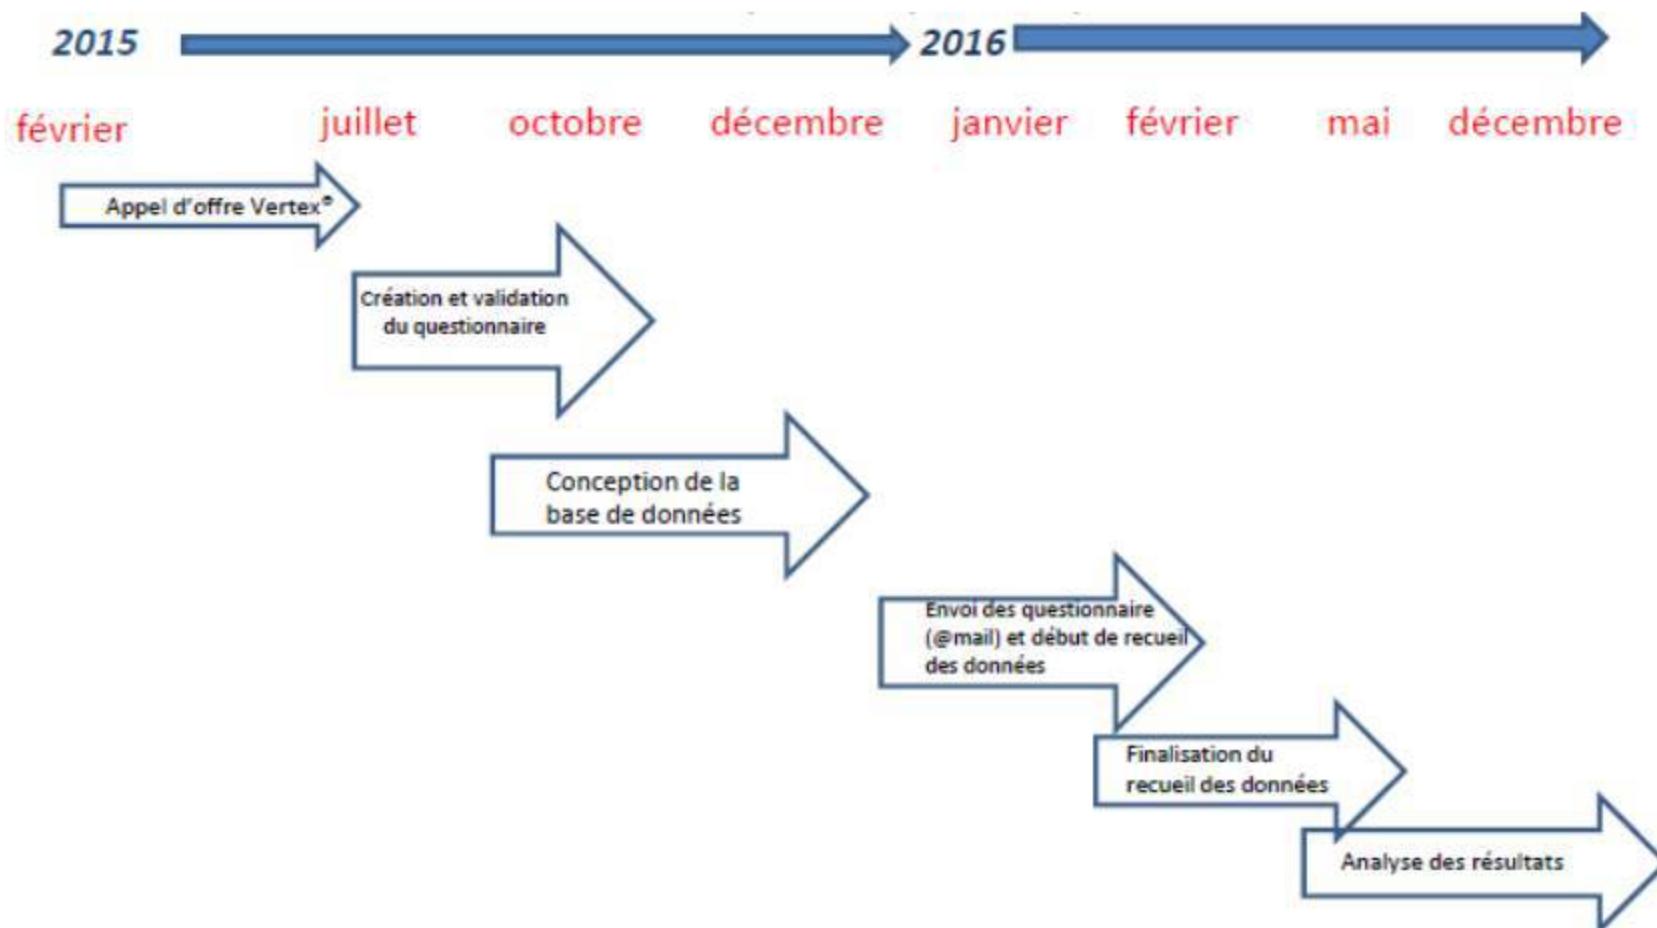 2015 2016
février juillet octobre décembre janvier février mai décembre
Appel d'offre Vertex®
Création et validation
du questionnaire
Conception de la
base de données
Envoi des questionnaire
(@mail) et début de recueil
des données
Finalisation du
recueil des données
Analyse des résultats